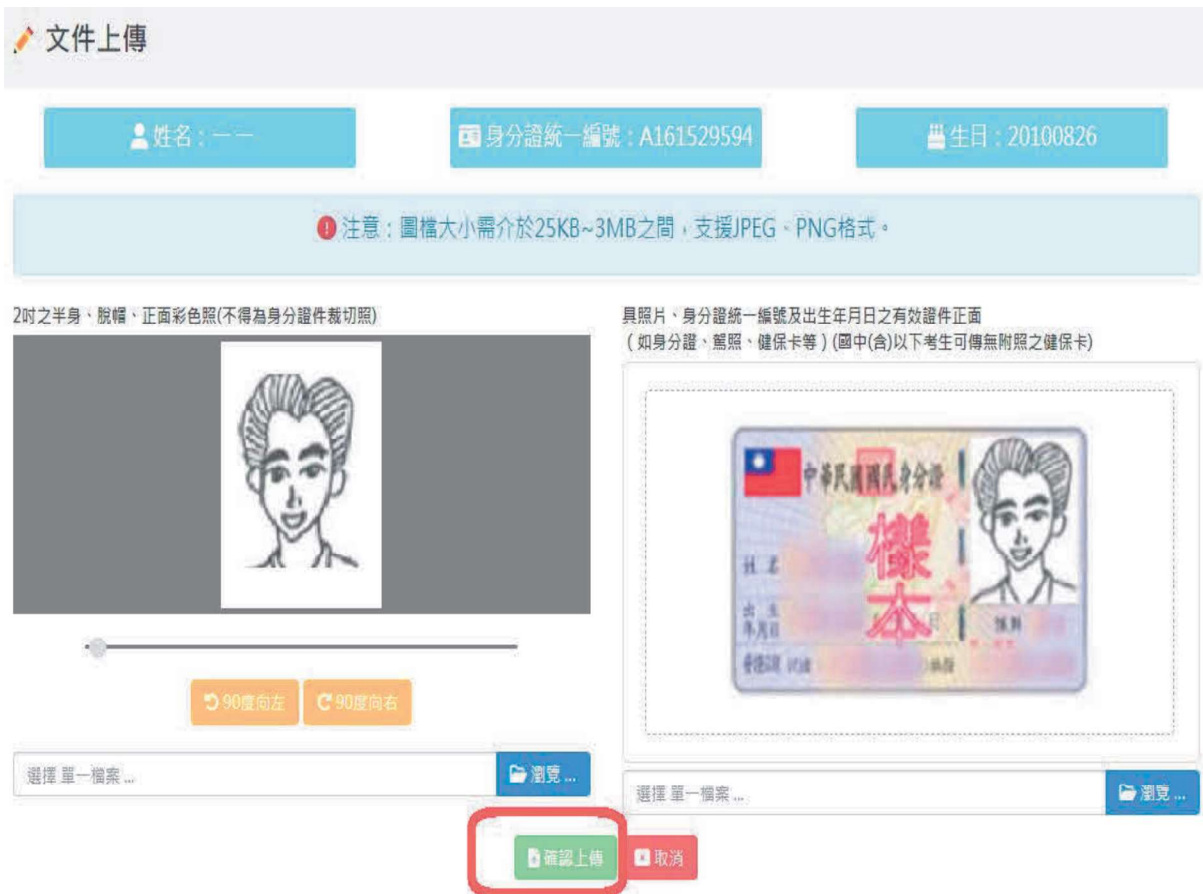 文件上傳
姓名：一 一
身分證統一編號：A161529594
生日：20100826
注意：圖檔大小需介於25KB~3MB之間，支援JPEG、PNG格式。
2吋之半身、脫帽、正面彩色照(不得為身分證件裁切照)
具照片、身分證統一編號及出生年月日之有效證件正面
（如身分證、駕照、健保卡等）(國中(含)以下考生可傳無附照之健保卡)
中華民國國民身分證
樣本
姓名
出生
年月日
日
90度向左
90度向右
選擇 單一檔案 ...
瀏覽 ...
選擇 單一檔案 ...
瀏覽 ...
確認上傳
取消